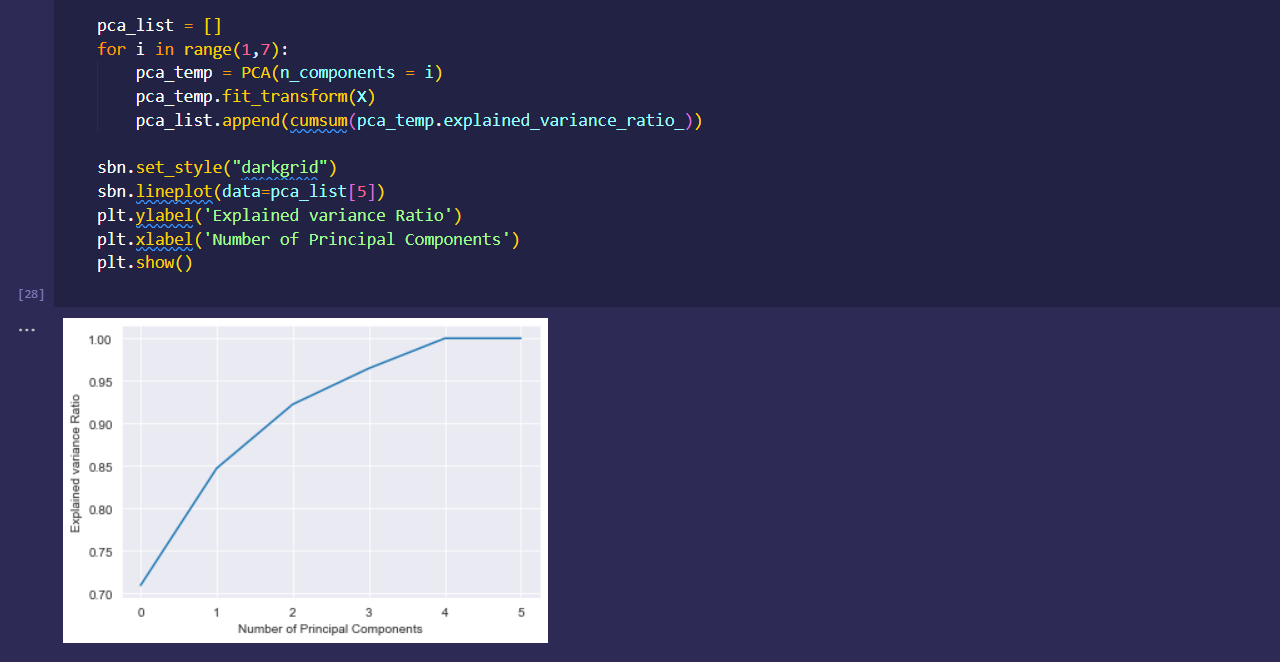 pca_list = []
for i in range(1,7):
    pca_temp = PCA(n_components = i)
    pca_temp.fit_transform(X)
    pca_list.append(cumsum(pca_temp.explained_variance_ratio_))
sbn.set_style("darkgrid")
sbn.lineplot(data=pca_list[5])
plt.ylabel('Explained variance Ratio')
plt.xlabel('Number of Principal Components')
plt.show()
[28]
...
1.00
0.95
0.90
0.85
0.80
0.75
0.70
Explained variance Ratio
0 1 2 3 4 5
Number of Principal Components